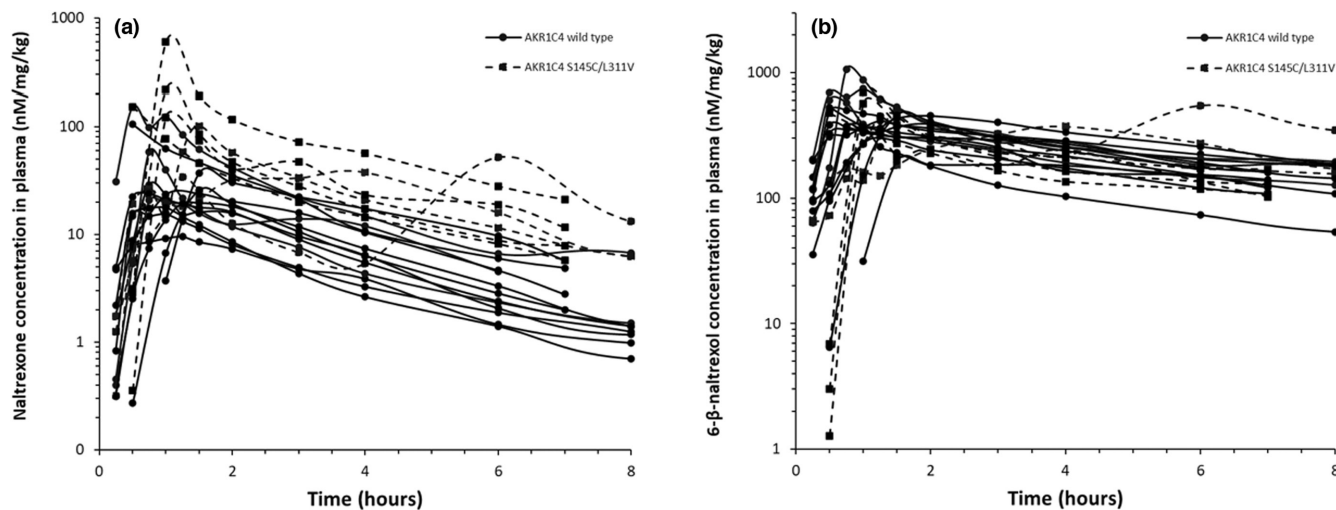 (a)
AKR1C4 wild type
AKR1C4 S145C/L311V
Naltrexone concentration in plasma (nM/mg/kg)
1000
100
10
1
0
0
2
4
6
8
Time (hours)
(b)
AKR1C4 wild type
AKR1C4 S145C/L311V
6-β-naltrexol concentration in plasma (nM/mg/kg)
1000
100
10
1
0
2
4
6
8
Time (hours)